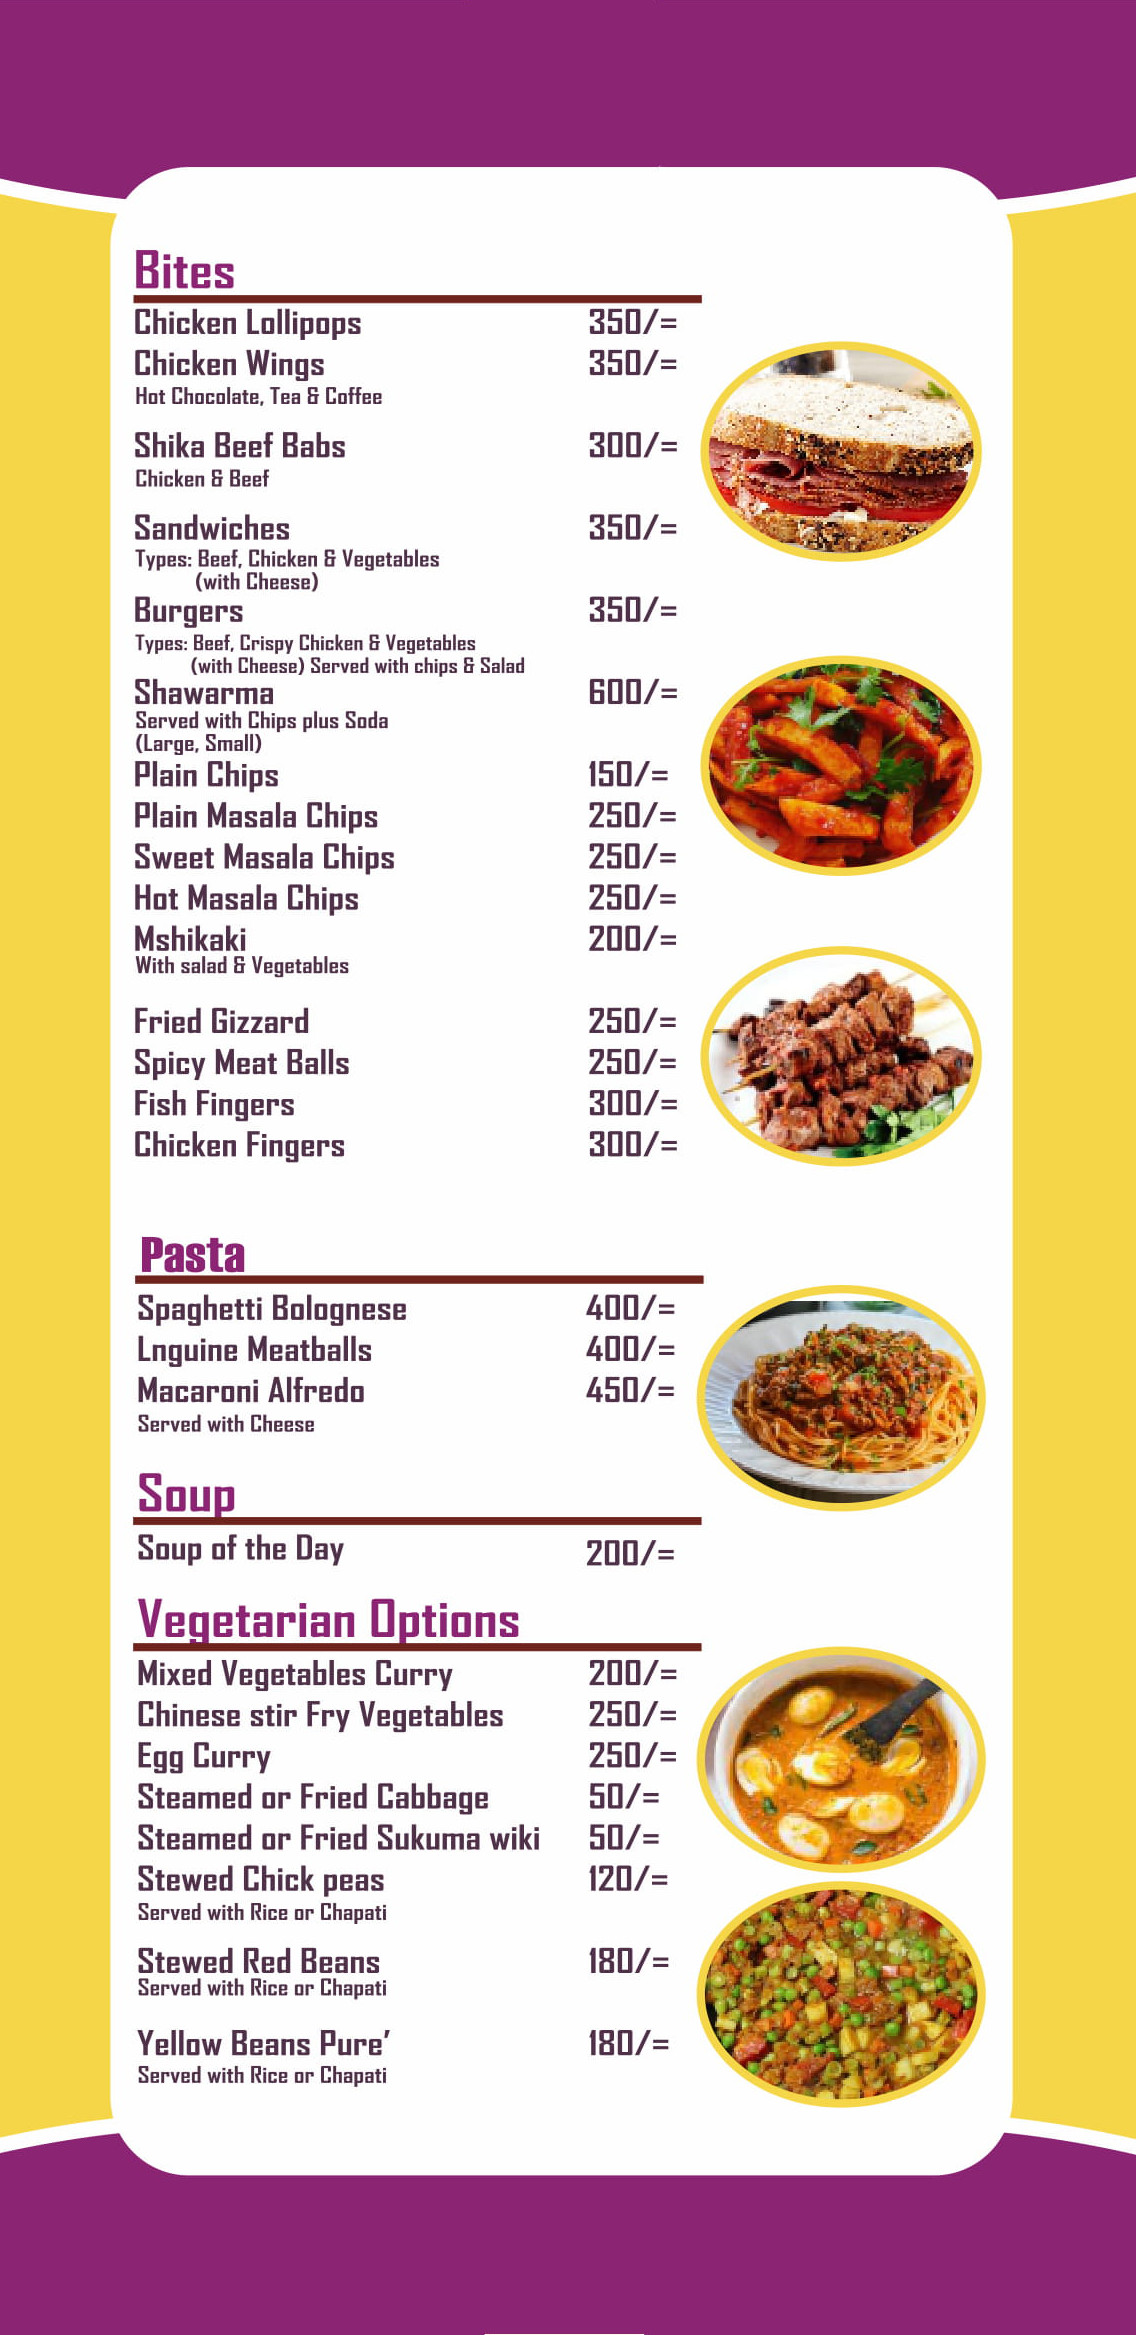 Bites
Chicken Lollipops 350/=
Chicken Wings 350/=
Hot Chocolate, Tea & Coffee
Shika Beef Babs 300/=
Chicken & Beef
Sandwiches 350/=
Types: Beef, Chicken & Vegetables
(with Cheese)
Burgers 350/=
Types: Beef, Crispy Chicken & Vegetables
(with Cheese) Served with chips & Salad
Shawarma 600/=
Served with Chips plus Soda
(Large, Small)
Plain Chips 150/=
Plain Masala Chips 250/=
Sweet Masala Chips 250/=
Hot Masala Chips 250/=
Mshikaki 200/=
With salad & Vegetables
Fried Gizzard 250/=
Spicy Meat Balls 250/=
Fish Fingers 300/=
Chicken Fingers 300/=
Pasta
Spaghetti Bolognese 400/=
Lnguine Meatballs 400/=
Macaroni Alfredo 450/=
Served with Cheese
Soup
Soup of the Day 200/=
Vegetarian Options
Mixed Vegetables Curry 200/=
Chinese stir Fry Vegetables 250/=
Egg Curry 250/=
Steamed or Fried Cabbage 50/=
Steamed or Fried Sukuma wiki 50/=
Stewed Chick peas 120/=
Served with Rice or Chapati
Stewed Red Beans 180/=
Served with Rice or Chapati
Yellow Beans Pure' 180/=
Served with Rice or Chapati